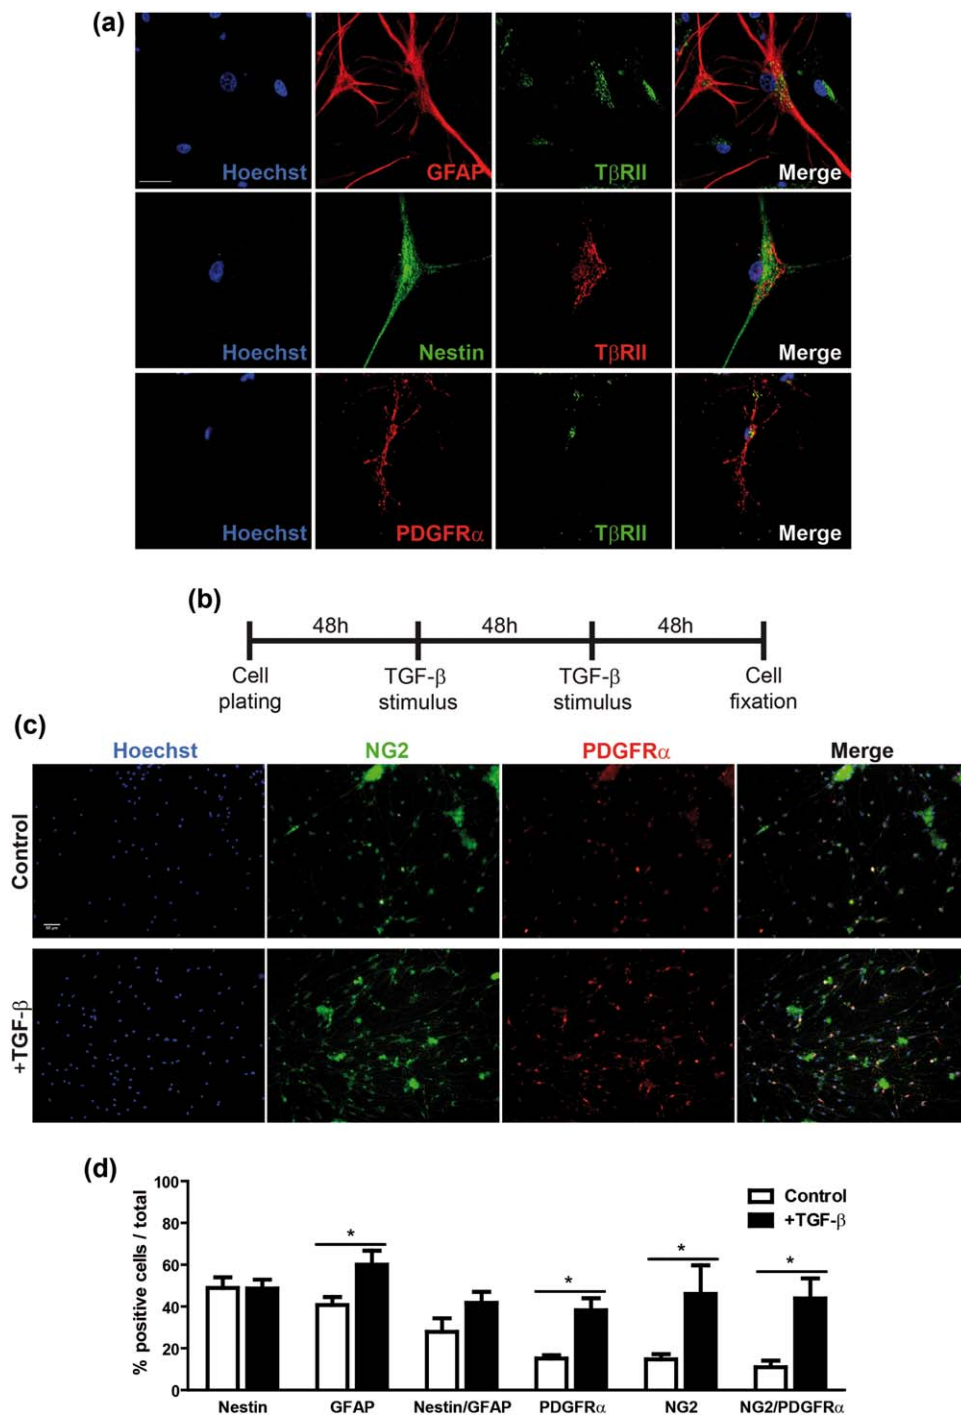 (a)
Hoechst GFAP TβRII Merge
Hoechst Nestin TβRII Merge
Hoechst PDGFRα TβRII Merge
(b)
48h 48h 48h
Cell plating TGF-β stimulus TGF-β stimulus Cell fixation
(c)
Hoechst NG2 PDGFRα Merge
Control
+TGF-β
(d)
% positive cells / total
100
80
60
40
20
0
Control
+TGF-β
* * * *
Nestin GFAP Nestin/GFAP PDGFRα NG2 NG2/PDGFRα